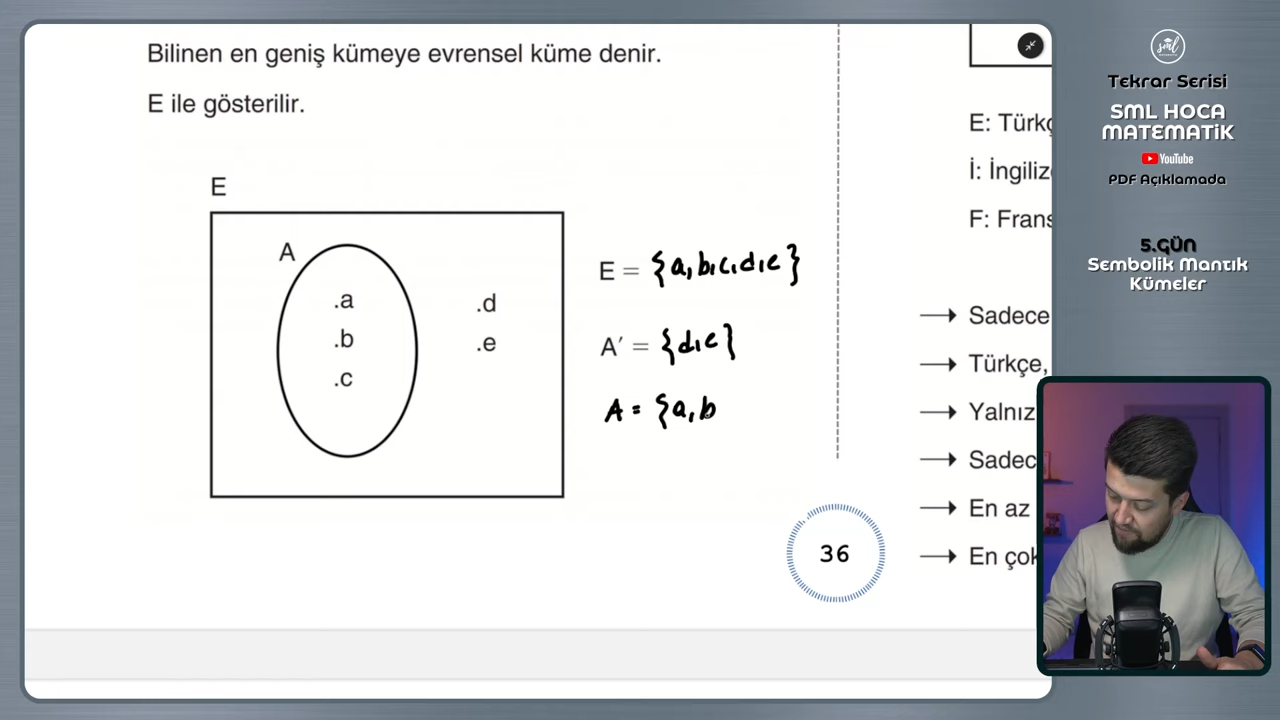 Bilinen en geniş kümeye evrensel küme denir.
E ile gösterilir.
E
A
.a
.b
.c
.d
.e
E = {a, b, c, d, e}
A′ = {d, e}
A = {a, b
36
E: Türkç
İ: İngiliz
F: Frans
→ Sadece
→ Türkçe,
→ Yalnız
→ Sadec
→ En az
→ En çok
sml
Tekrar Serisi
SML HOCA
MATEMATİK
YouTube
PDF Açıklamada
5.GÜN
Sembolik Mantık
Kümeler